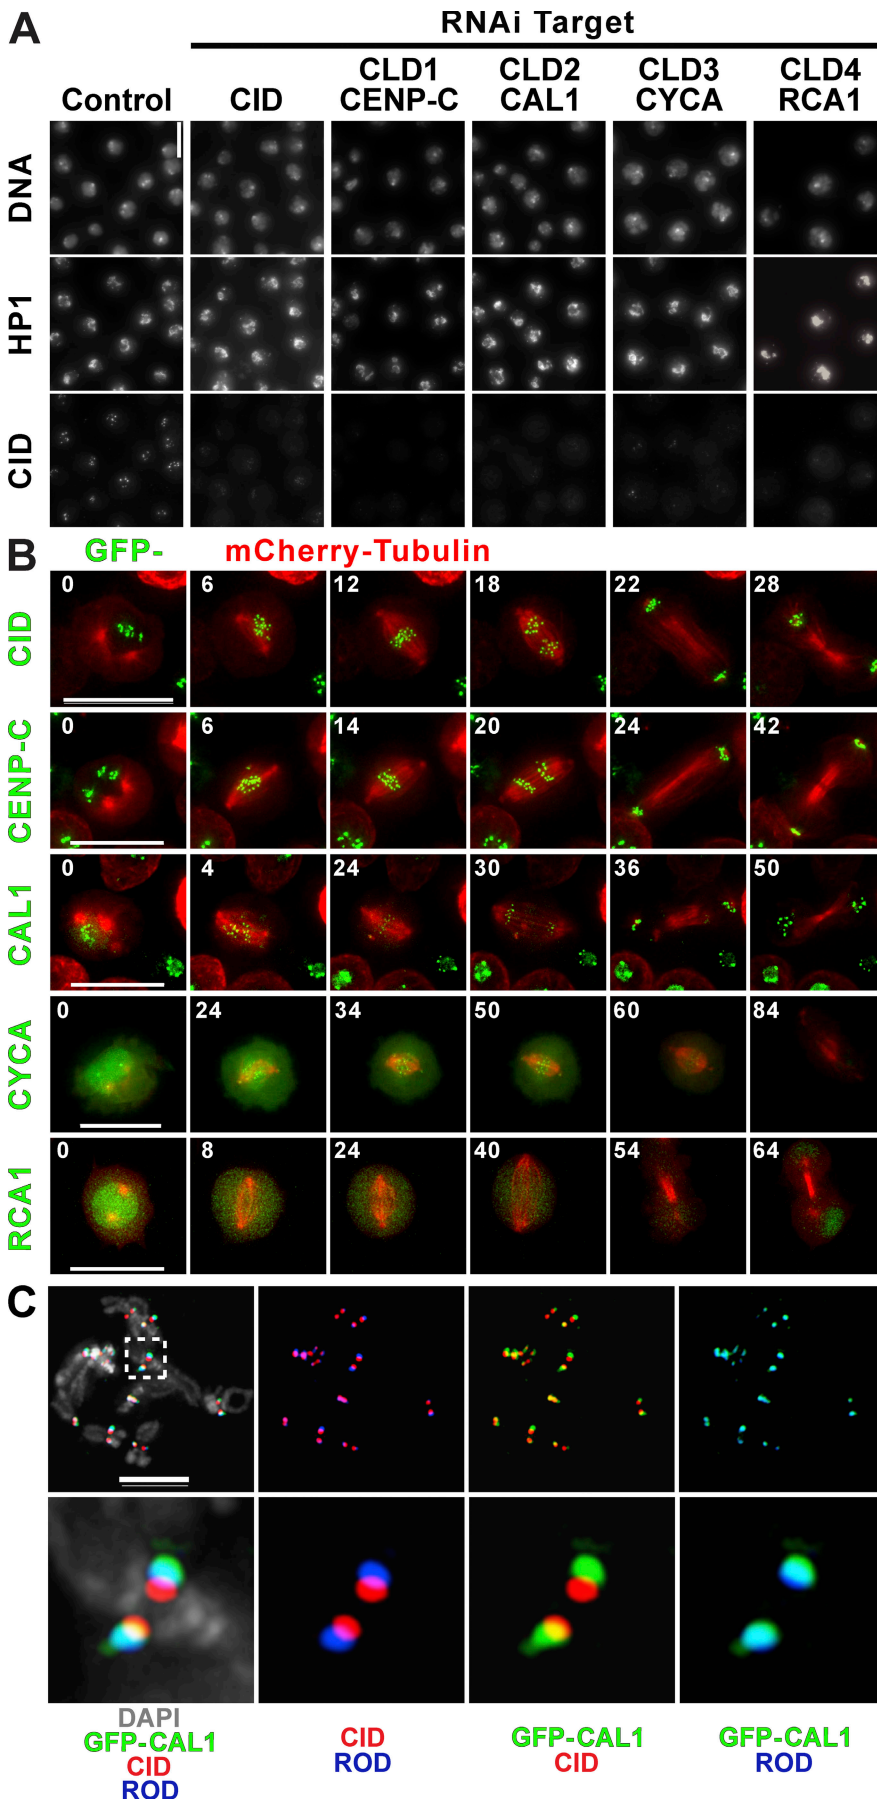 A
RNAi Target
Control
CID
CLD1
CENP-C
CLD2
CAL1
CLD3
CYCA
CLD4
RCA1
DNA
HP1
CID
B
GFP-
mCherry-Tubulin
CID
0 6 12 18 22 28
CENP-C
0 6 14 20 24 42
CAL1
0 4 24 30 36 50
CYCA
0 24 34 50 60 84
RCA1
0 8 24 40 54 64
C
DAPI
GFP-CAL1
CID
ROD
CID
ROD
GFP-CAL1
CID
GFP-CAL1
ROD